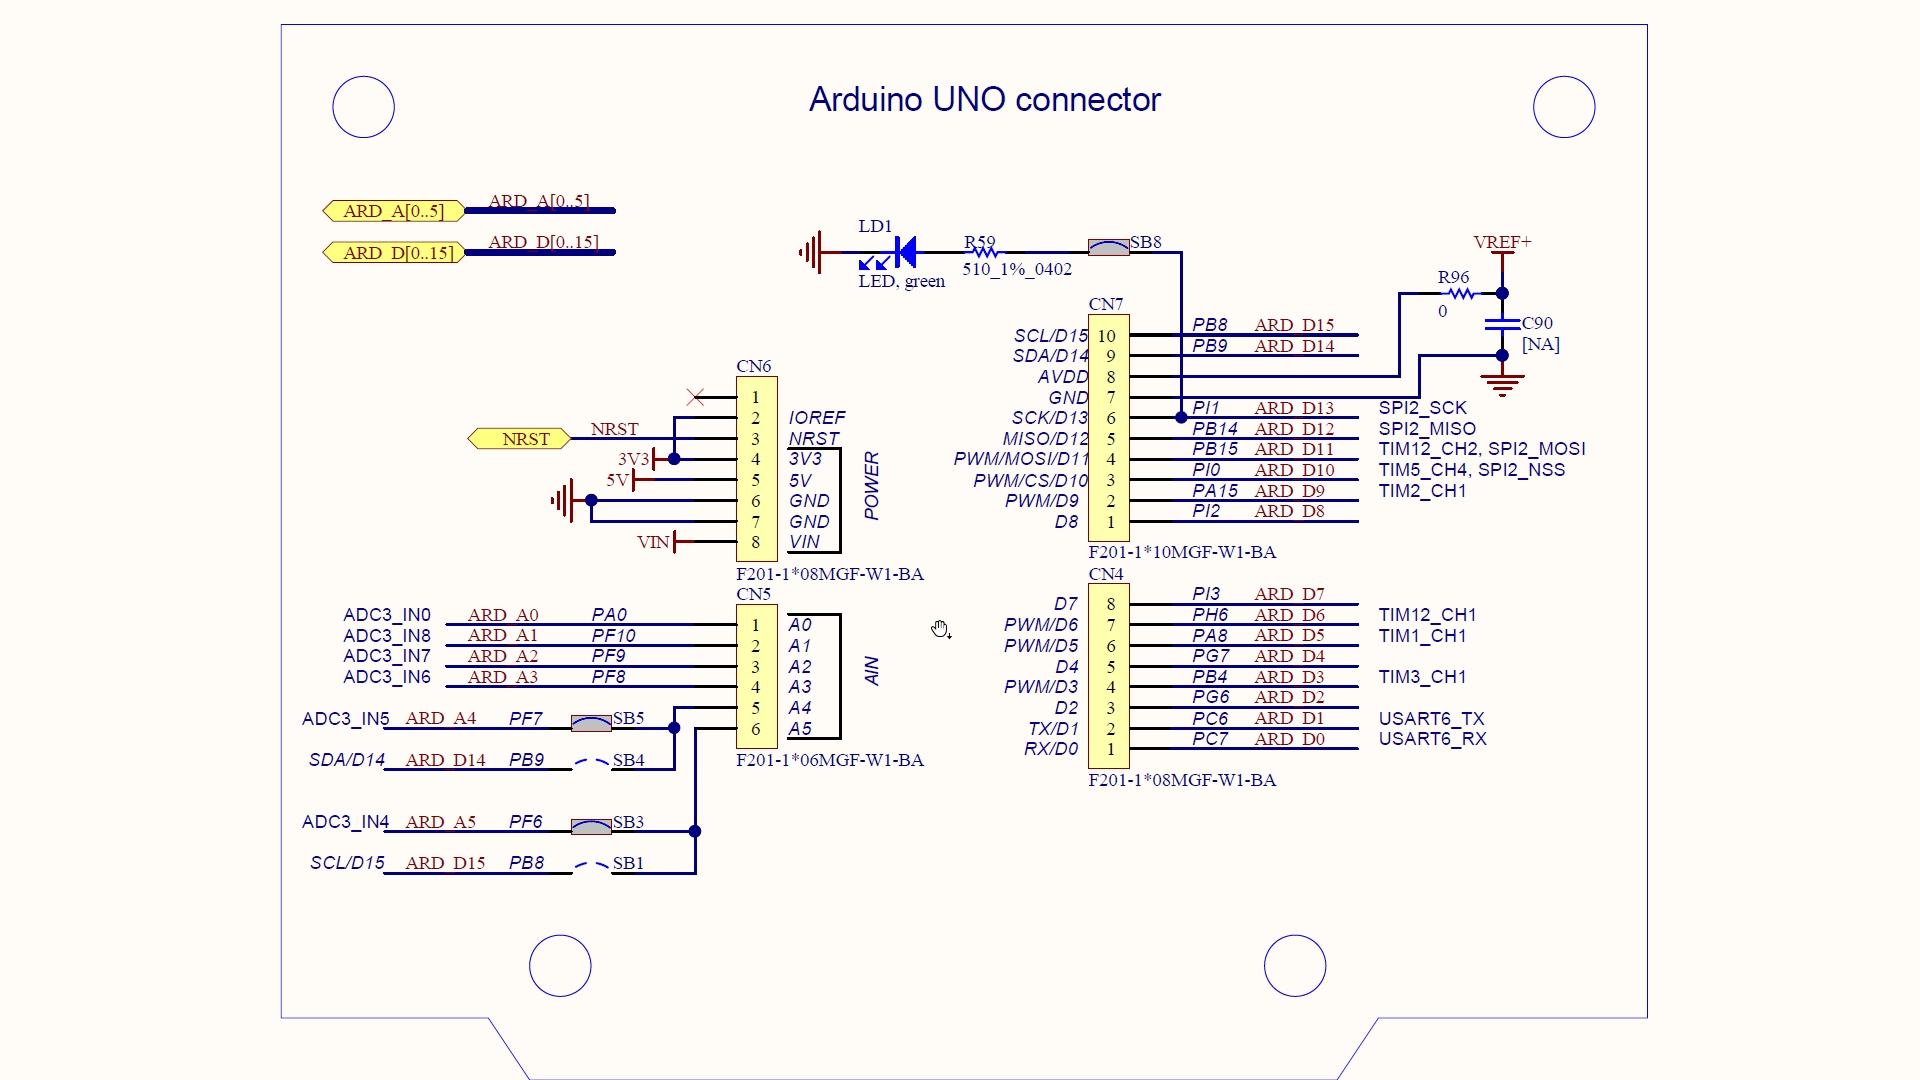 Arduino UNO connector
ARD_A[0..5] ARD_A[0..5]
ARD_D[0..15] ARD_D[0..15]
LD1
LED, green
R59
510_1%_0402
SB8
VREF+
R96
0
C90
[NA]
CN6
1
2 IOREF
NRST NRST 3 NRST
3V3 4 3V3
5V 5 5V
6 GND
7 GND
VIN 8 VIN
POWER
F201-1*08MGF-W1-BA
CN5
ADC3_IN0 ARD_A0 PA0 1 A0
ADC3_IN8 ARD_A1 PF10 2 A1
ADC3_IN7 ARD_A2 PF9 3 A2
ADC3_IN6 ARD_A3 PF8 4 A3
5 A4
6 A5
AIN
F201-1*06MGF-W1-BA
ADC3_IN5 ARD_A4 PF7 SB5
SDA/D14 ARD_D14 PB9 SB4
ADC3_IN4 ARD_A5 PF6 SB3
SCL/D15 ARD_D15 PB8 SB1
CN7
SCL/D15 10 PB8 ARD_D15
SDA/D14 9 PB9 ARD_D14
AVDD 8
GND 7
SCK/D13 6 PI1 ARD_D13 SPI2_SCK
MISO/D12 5 PB14 ARD_D12 SPI2_MISO
PWM/MOSI/D11 4 PB15 ARD_D11 TIM12_CH2, SPI2_MOSI
PWM/CS/D10 3 PI0 ARD_D10 TIM5_CH4, SPI2_NSS
PWM/D9 2 PA15 ARD_D9 TIM2_CH1
D8 1 PI2 ARD_D8
F201-1*10MGF-W1-BA
CN4
D7 8 PI3 ARD_D7
PWM/D6 7 PH6 ARD_D6 TIM12_CH1
PWM/D5 6 PA8 ARD_D5 TIM1_CH1
D4 5 PG7 ARD_D4
PWM/D3 4 PB4 ARD_D3 TIM3_CH1
D2 3 PG6 ARD_D2
TX/D1 2 PC6 ARD_D1 USART6_TX
RX/D0 1 PC7 ARD_D0 USART6_RX
F201-1*08MGF-W1-BA